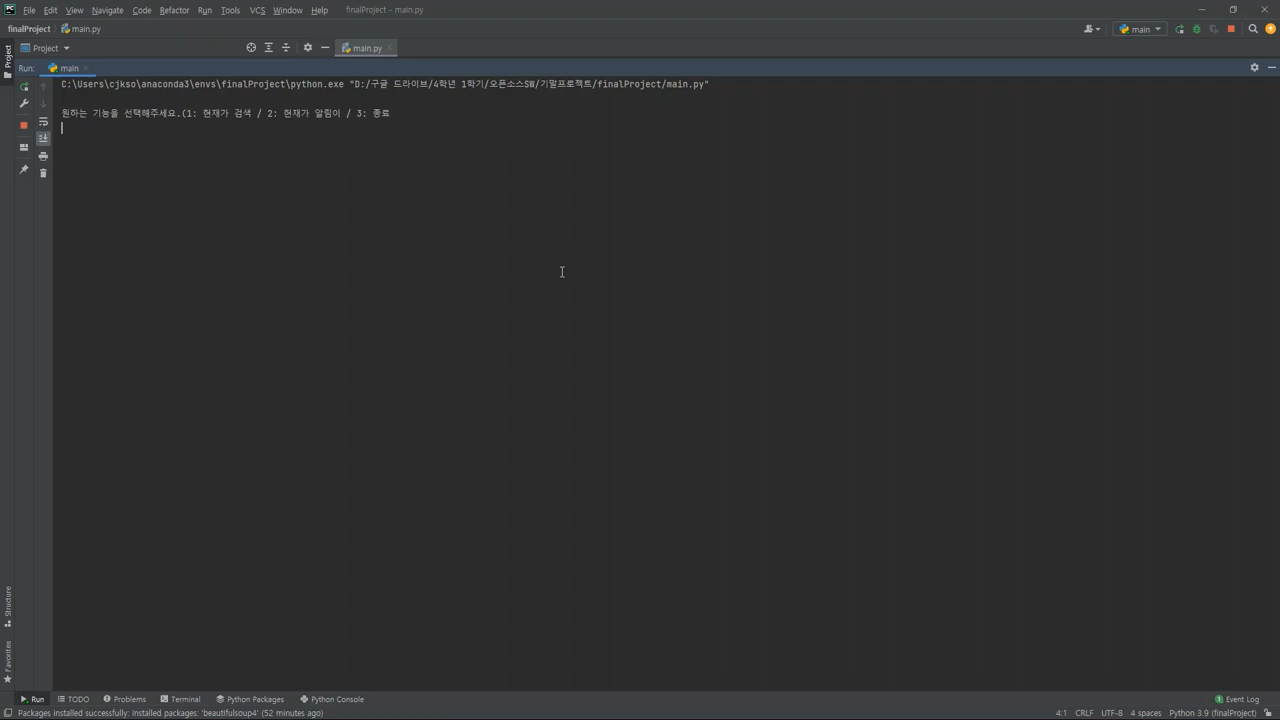 File Edit View Navigate Code Refactor Run Tools VCS Window Help finalProject - main.py
finalProject main.py main
Project main.py
Run: main
C:\Users\cjkso\anaconda3\envs\finalProject\python.exe "D:/구글 드라이브/4학년 1학기/오픈소스SW/기말프로젝트/finalProject/main.py"
원하는 기능을 선택해주세요.(1: 현재가 검색 / 2: 현재가 알림이 / 3: 종료
Project
Structure
Favorites
Run TODO Problems Terminal Python Packages Python Console Event Log
Packages installed successfully: Installed packages: 'beautifulsoup4' (52 minutes ago) 4:1 CRLF UTF-8 4 spaces Python 3.9 (finalProject)